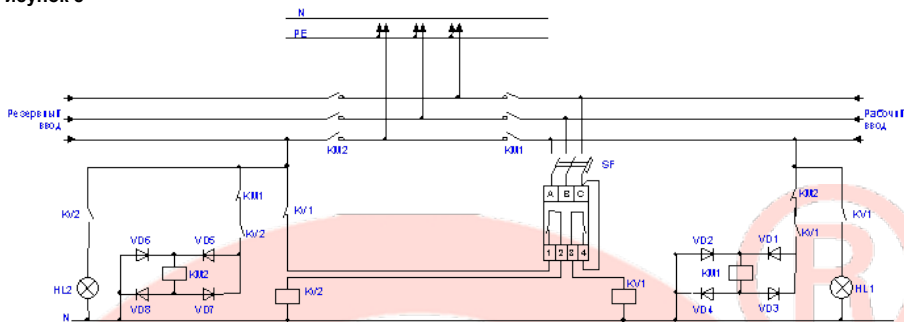 исунок 3
N
PE
Резервный
ввод
Рабочий
ввод
KM2
KM1
SF
A B C
1 2 3 4
KV2
KM1
KV1
KV2
VD6
VD5
KM2
VD8
VD7
HL2
KV2
KV1
KM2
KV1
KV1
VD2
VD1
KM1
VD4
VD3
HL1
N
R